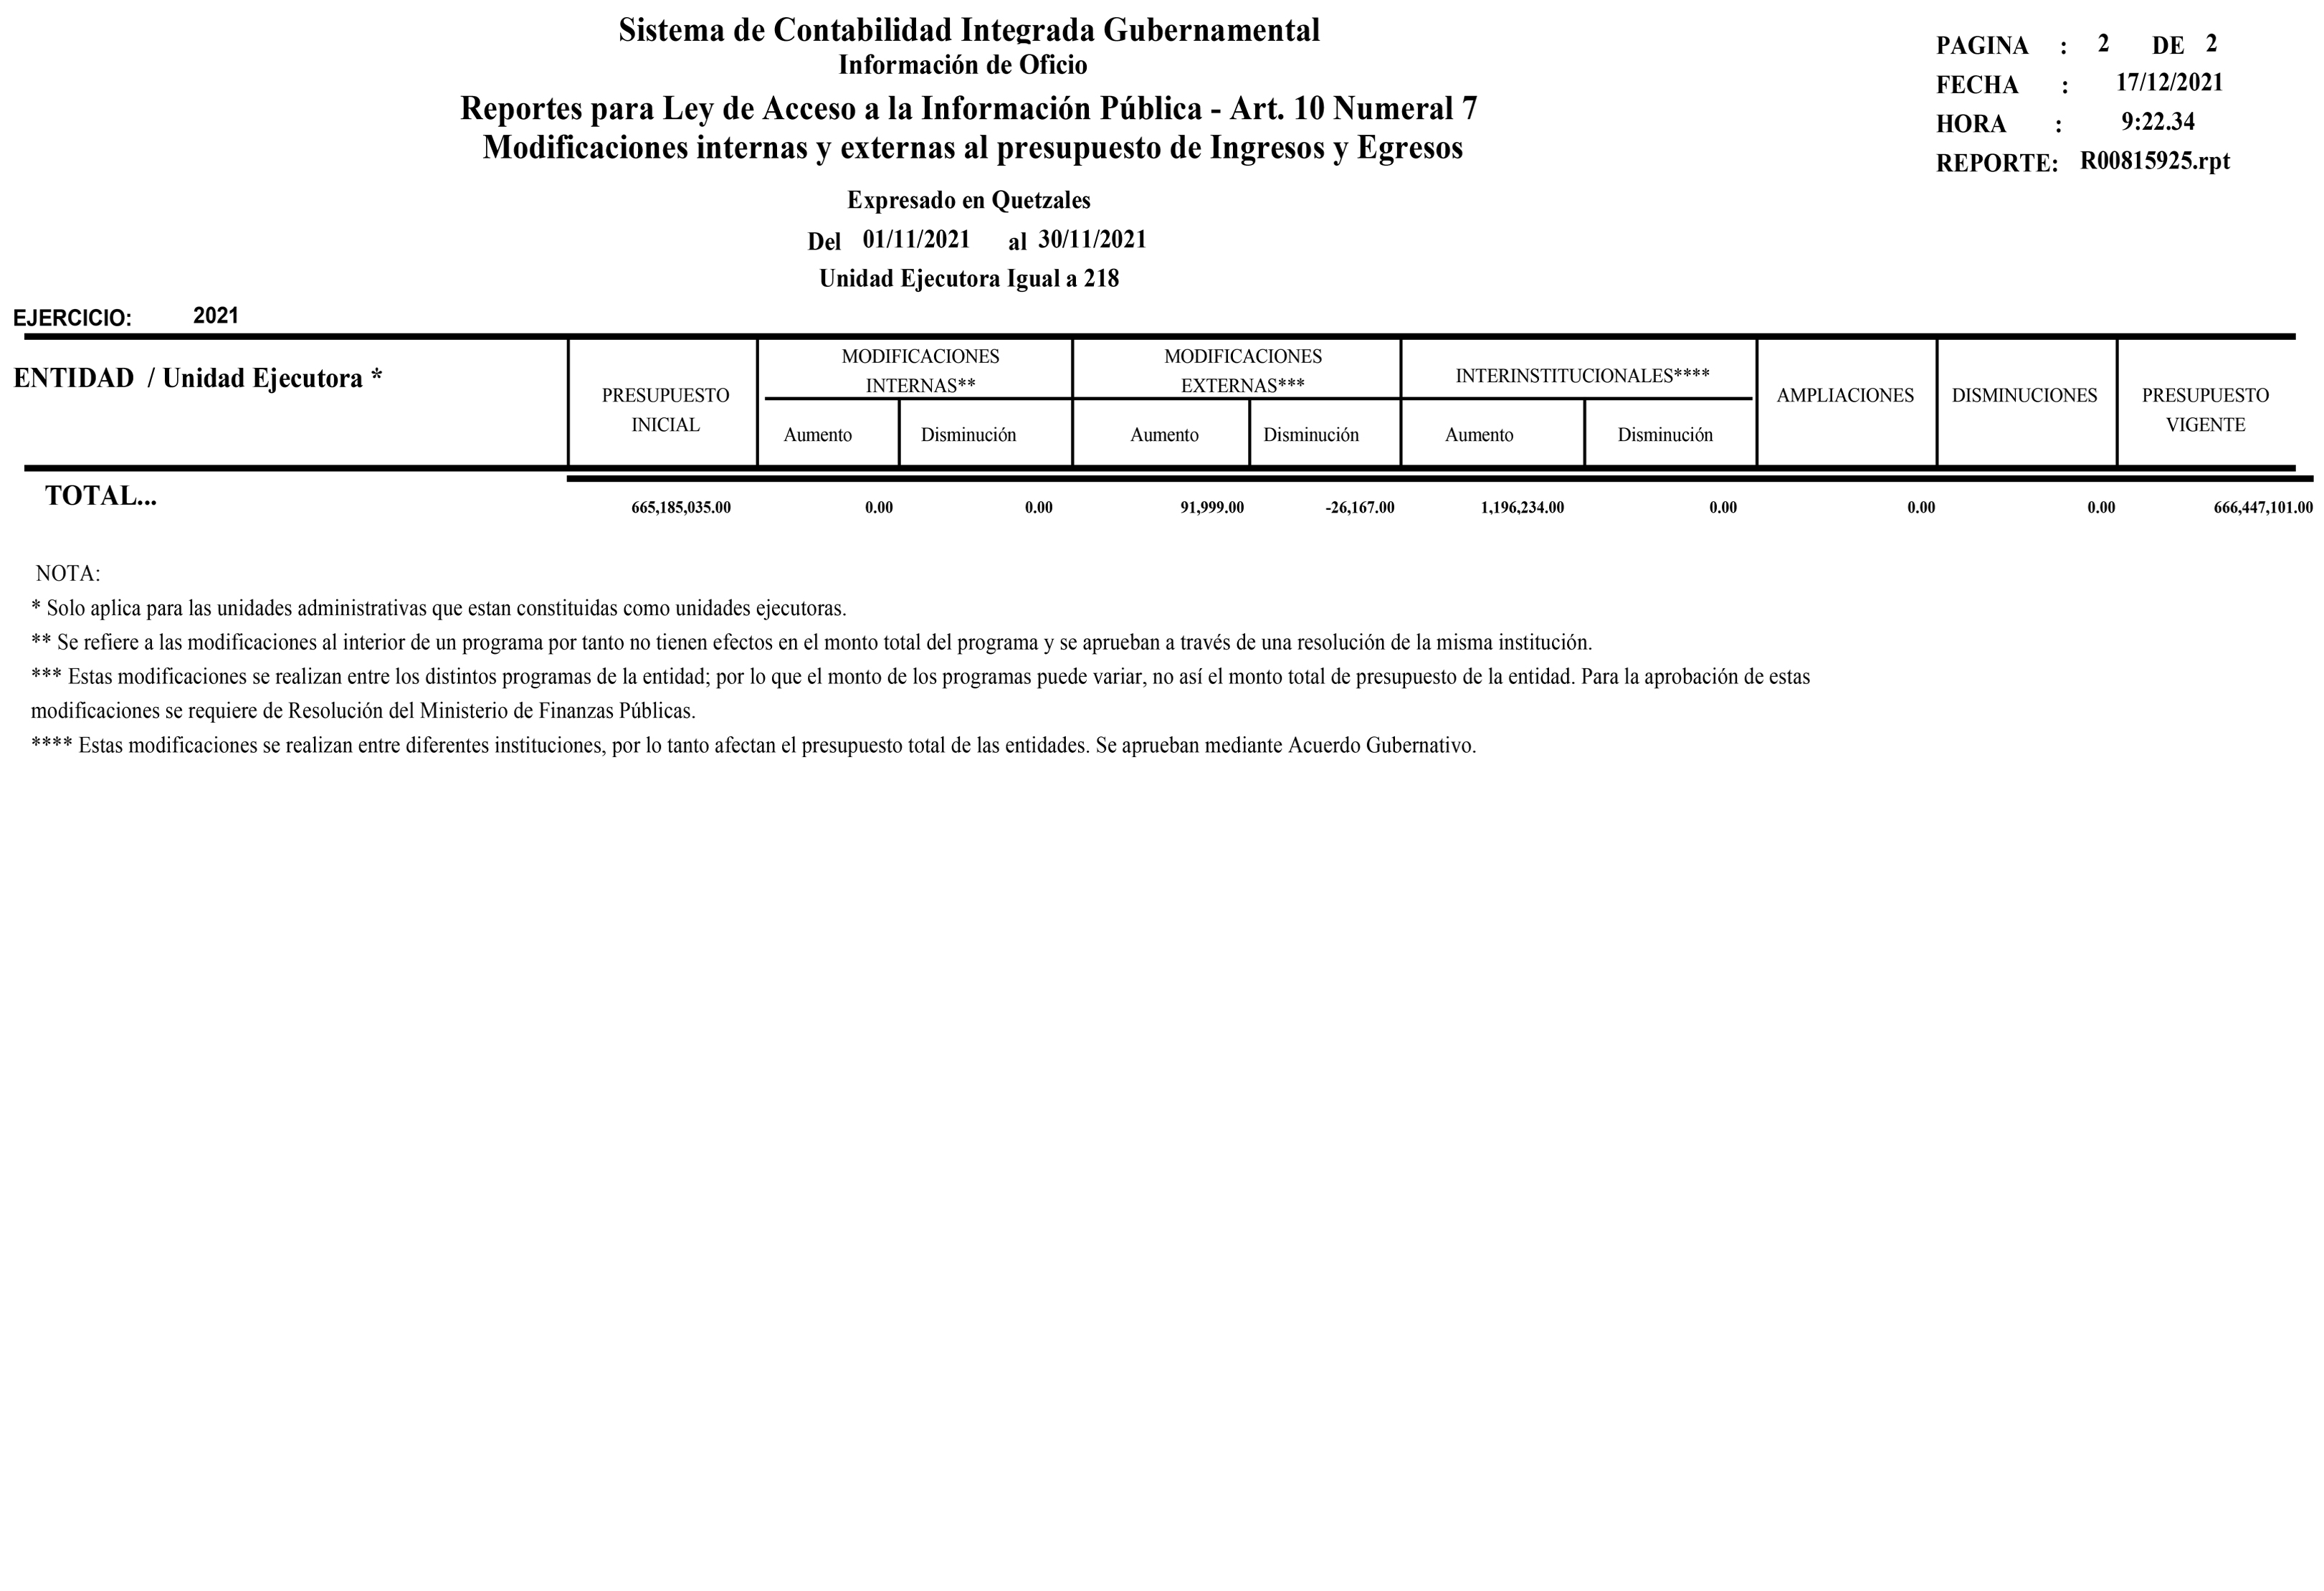 Sistema de Contabilidad Integrada Gubernamental
Información de Oficio
Reportes para Ley de Acceso a la Información Pública - Art. 10 Numeral 7
Modificaciones internas y externas al presupuesto de Ingresos y Egresos
Expresado en Quetzales
Del 01/11/2021 al 30/11/2021
Unidad Ejecutora Igual a 218
PAGINA : 2 DE 2
FECHA : 17/12/2021
HORA : 9:22.34
REPORTE: R00815925.rpt
EJERCICIO: 2021
ENTIDAD / Unidad Ejecutora *
PRESUPUESTO
INICIAL
MODIFICACIONES
INTERNAS**
Aumento Disminución
MODIFICACIONES
EXTERNAS***
Aumento Disminución
INTERINSTITUCIONALES****
Aumento Disminución
AMPLIACIONES
DISMINUCIONES
PRESUPUESTO
VIGENTE
TOTAL... 665,185,035.00 0.00 0.00 91,999.00 -26,167.00 1,196,234.00 0.00 0.00 0.00 666,447,101.00
NOTA:
* Solo aplica para las unidades administrativas que estan constituidas como unidades ejecutoras.
** Se refiere a las modificaciones al interior de un programa por tanto no tienen efectos en el monto total del programa y se aprueban a través de una resolución de la misma institución.
*** Estas modificaciones se realizan entre los distintos programas de la entidad; por lo que el monto de los programas puede variar, no así el monto total de presupuesto de la entidad. Para la aprobación de estas
modificaciones se requiere de Resolución del Ministerio de Finanzas Públicas.
**** Estas modificaciones se realizan entre diferentes instituciones, por lo tanto afectan el presupuesto total de las entidades. Se aprueban mediante Acuerdo Gubernativo.